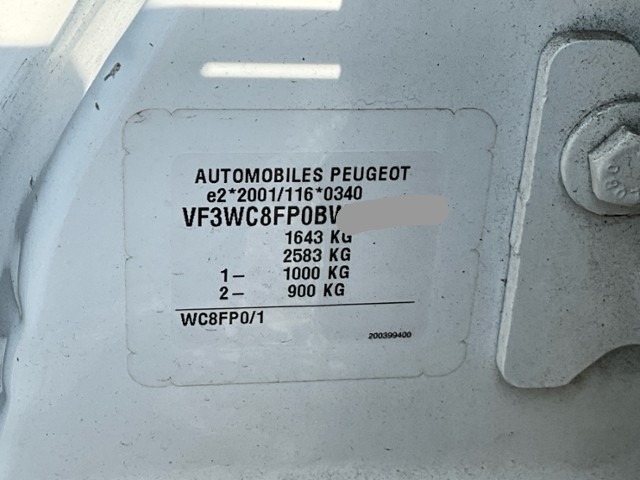 AUTOMOBILES PEUGEOT
e2*2001/116*0340
VF3WC8FP0BV
1643 KG
2583 KG
1- 1000 KG
2- 900 KG
WC8FP0/1
200399400